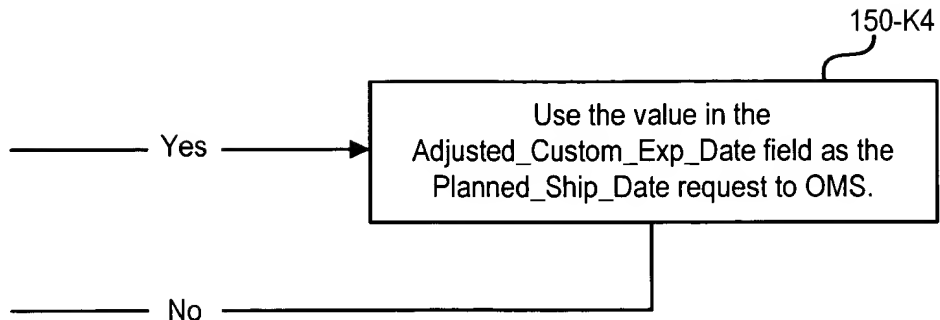 150-K4
Use the value in the
Adjusted_Custom_Exp_Date field as the
Planned_Ship_Date request to OMS.
Yes
No